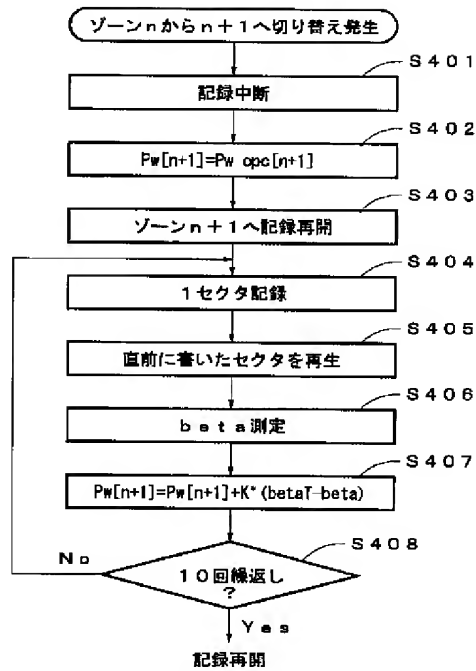 ゾーンnからn+1へ切り替え発生
S401
記録中断
S402
Pw[n+1]=Pw opc[n+1]
S403
ゾーンn+1へ記録再開
S404
1セクタ記録
S405
直前に書いたセクタを再生
S406
beta測定
S407
Pw[n+1]=Pw[n+1]+K*(betaT-beta)
S408
No
10回繰返し
?
Yes
記録再開